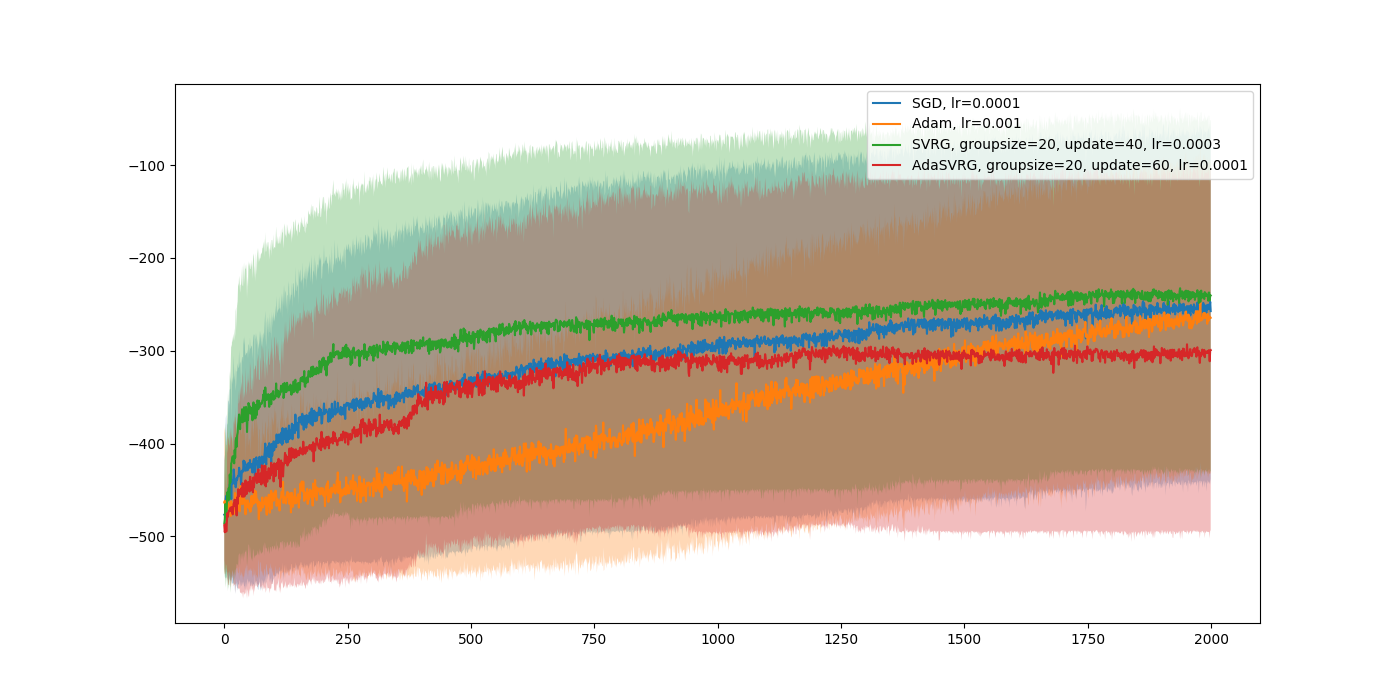 SGD, lr=0.0001
Adam, lr=0.001
SVRG, groupsize=20, update=40, lr=0.0003
AdaSVRG, groupsize=20, update=60, lr=0.0001
−100
−200
−300
−400
−500
0 250 500 750 1000 1250 1500 1750 2000